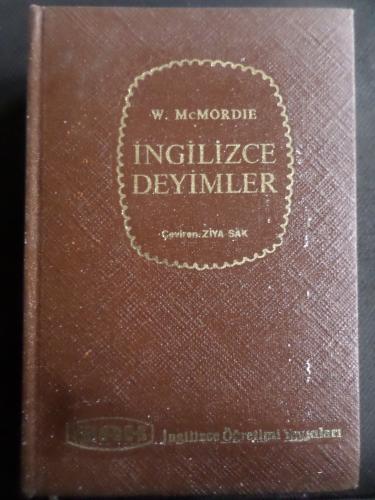 W. McMORDIE
İNGİLİZCE
DEYİMLER
Çeviren: ZİYA SAK
İngilizce Öğretimi Yayınları